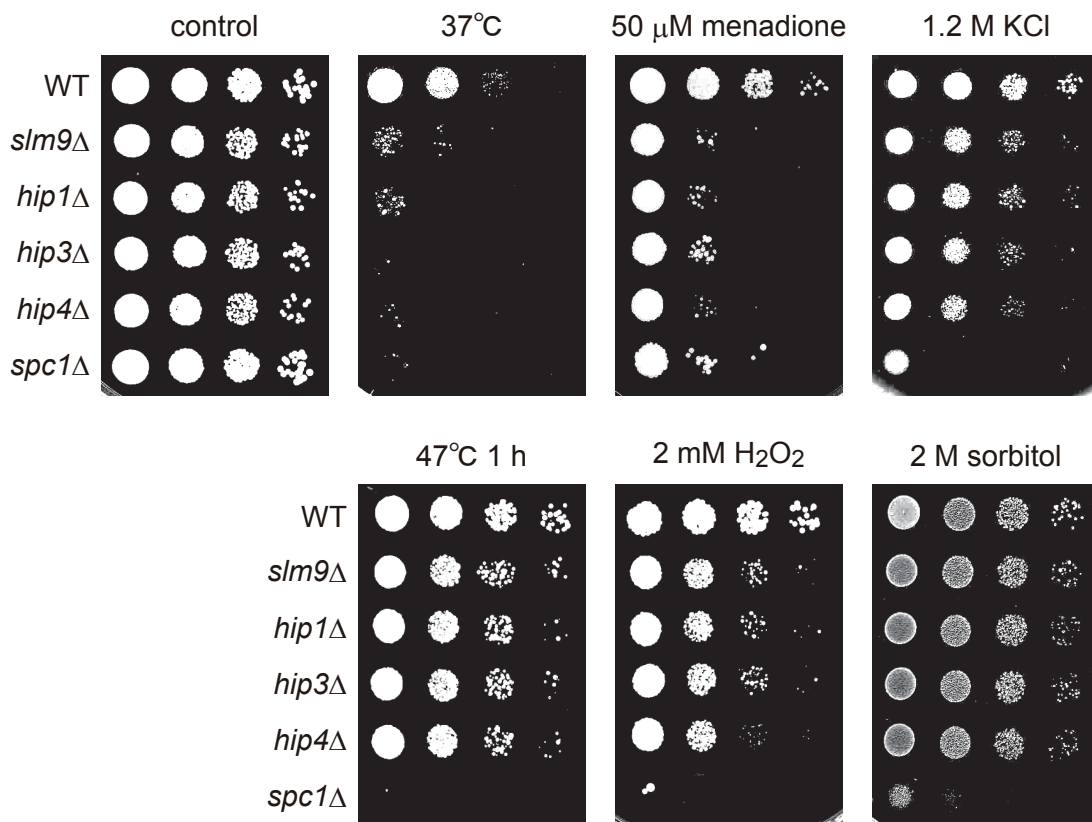 control 37°C 50 μM menadione 1.2 M KCl
WT
slm9Δ
hip1Δ
hip3Δ
hip4Δ
spc1Δ
47°C 1 h 2 mM H₂O₂ 2 M sorbitol
WT
slm9Δ
hip1Δ
hip3Δ
hip4Δ
spc1Δ